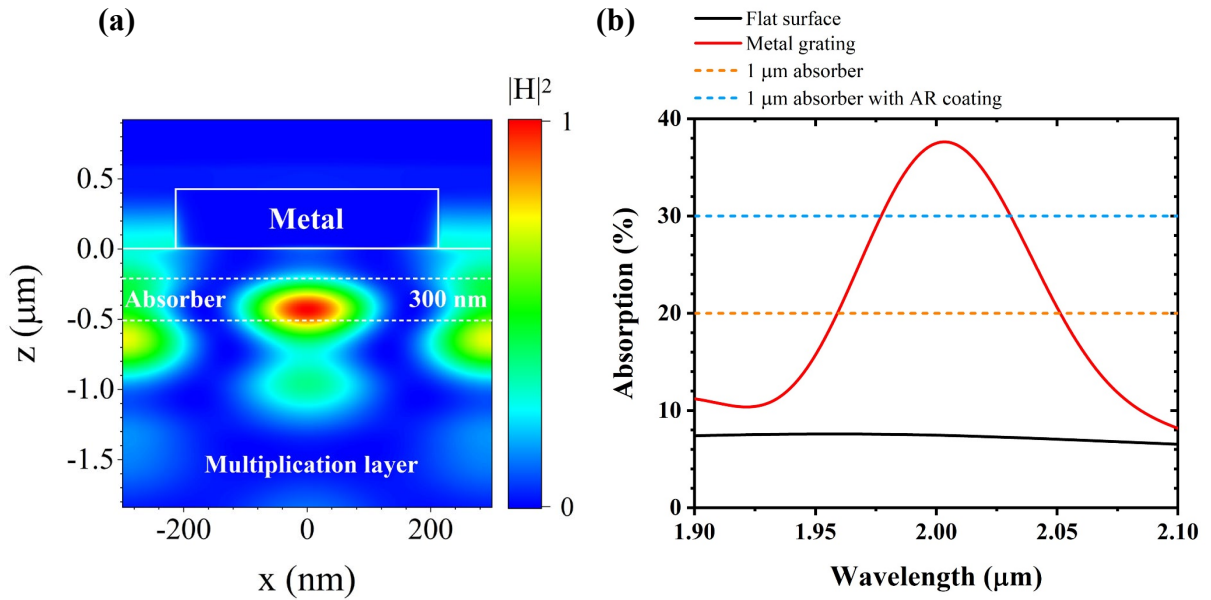 (a)
|H|²
1
0
0.5
0.0
-0.5
-1.0
-1.5
z (μm)
Metal
Absorber
300 nm
Multiplication layer
-200
0
200
x (nm)
(b)
Flat surface
Metal grating
1 μm absorber
1 μm absorber with AR coating
40
30
20
10
0
Absorption (%)
1.90
1.95
2.00
2.05
2.10
Wavelength (μm)